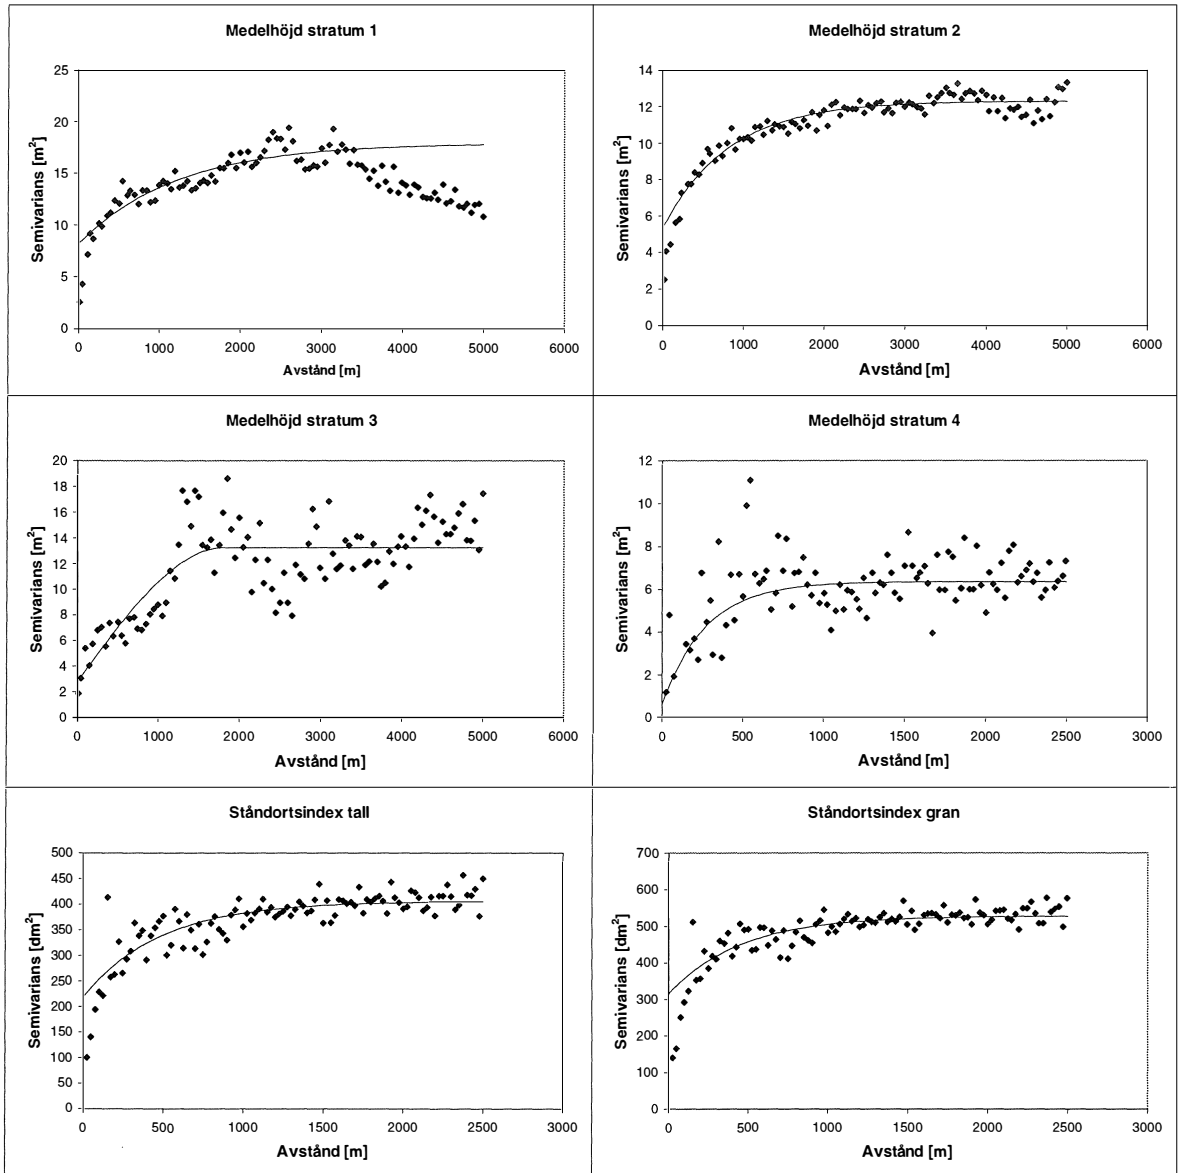 Medelhöjd stratum 1
Semivarians [m²]
25
20
15
10
5
0
0 1000 2000 3000 4000 5000 6000
Avstånd [m]
Medelhöjd stratum 2
Semivarians [m²]
14
12
10
8
6
4
2
0
0 1000 2000 3000 4000 5000 6000
Avstånd [m]
Medelhöjd stratum 3
Semivarians [m²]
20
18
16
14
12
10
8
6
4
2
0
0 1000 2000 3000 4000 5000 6000
Avstånd [m]
Medelhöjd stratum 4
Semivarians [m²]
12
10
8
6
4
2
0
0 500 1000 1500 2000 2500 3000
Avstånd [m]
Ståndortsindex tall
Semivarians [dm²]
500
450
400
350
300
250
200
150
100
50
0
0 500 1000 1500 2000 2500 3000
Avstånd [m]
Ståndortsindex gran
Semivarians [dm²]
700
600
500
400
300
200
100
0
0 500 1000 1500 2000 2500 3000
Avstånd [m]